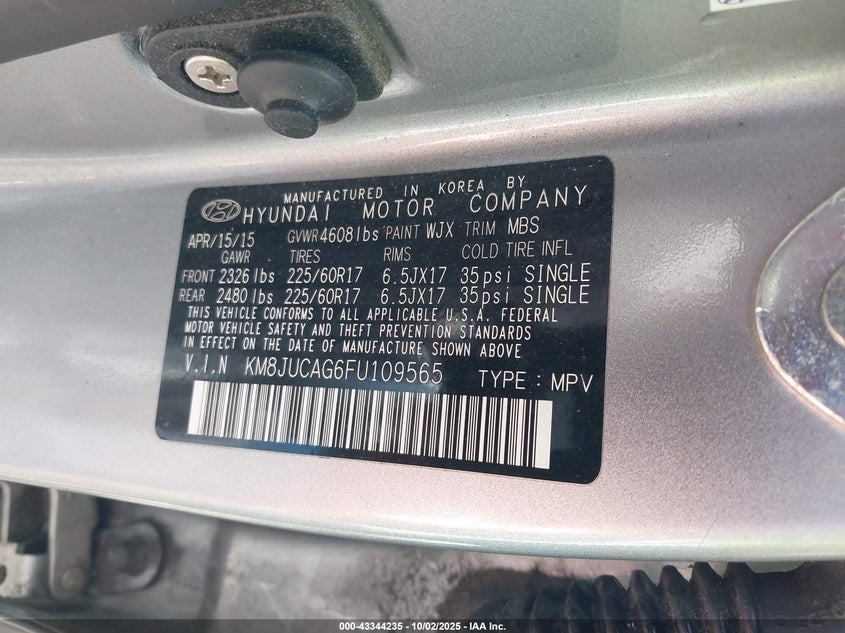 MANUFACTURED IN KOREA BY
HYUNDAI MOTOR COMPANY
APR/15/15 GVWR 4608lbs PAINT WJX TRIM MBS
GAWR TIRES RIMS COLD TIRE INFL
FRONT 2326 lbs 225/60R17 6.5JX17 35psi SINGLE
REAR 2480 lbs 225/60R17 6.5JX17 35psi SINGLE
THIS VEHICLE CONFORMS TO ALL APPLICABLE U.S.A. FEDERAL
MOTOR VEHICLE SAFETY AND THEFT PREVENTION STANDARDS
IN EFFECT ON THE DATE OF MANUFACTURE SHOWN ABOVE
V.I.N KM8JUCAG6FU109565 TYPE : MPV
000-43344235 - 10/02/2025 - IAA Inc.